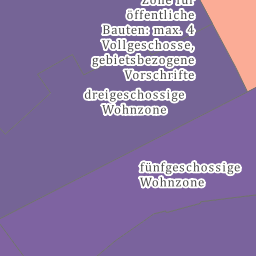 Zone für
öffentliche
Bauten: max. 4
Vollgeschosse,
gebietsbezogene
Vorschrifte
dreigeschossige
Wohnzone
fünfgeschossige
Wohnzone